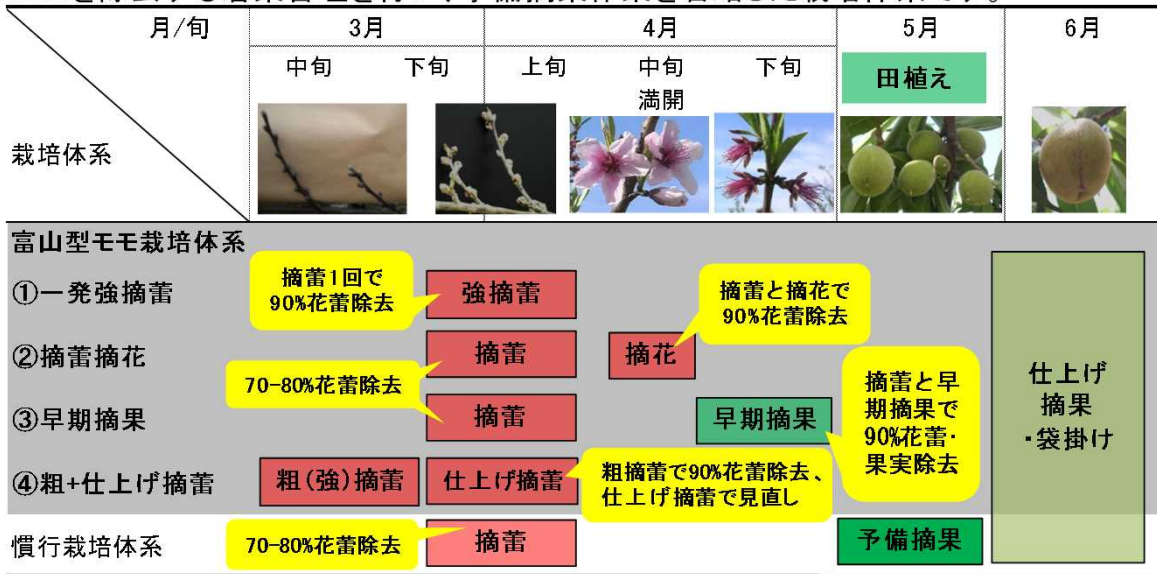 月/旬
3月
4月
5月
6月
中旬
下旬
上旬
中旬
下旬
田植え
満開
栽培体系
富山型モモ栽培体系
①一発強摘蕾
摘蕾1回で
90%花蕾除去
強摘蕾
摘蕾と摘花で
90%花蕾除去
②摘蕾摘花
70-80%花蕾除去
摘蕾
摘花
③早期摘果
摘蕾
早期摘果
摘蕾と早
期摘果で
90%花蕾・
果実除去
④粗+仕上げ摘蕾
粗(強)摘蕾
仕上げ摘蕾
粗摘蕾で90%花蕾除去、
仕上げ摘蕾で見直し
仕上げ
摘果
・袋掛け
慣行栽培体系
70-80%花蕾除去
摘蕾
予備摘果